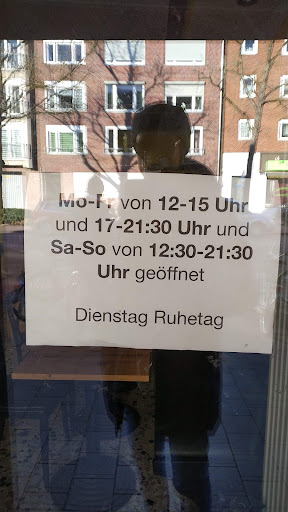 Mo-Fr von 12-15 Uhr
und 17-21:30 Uhr und
Sa-So von 12:30-21:30
Uhr geöffnet
Dienstag Ruhetag